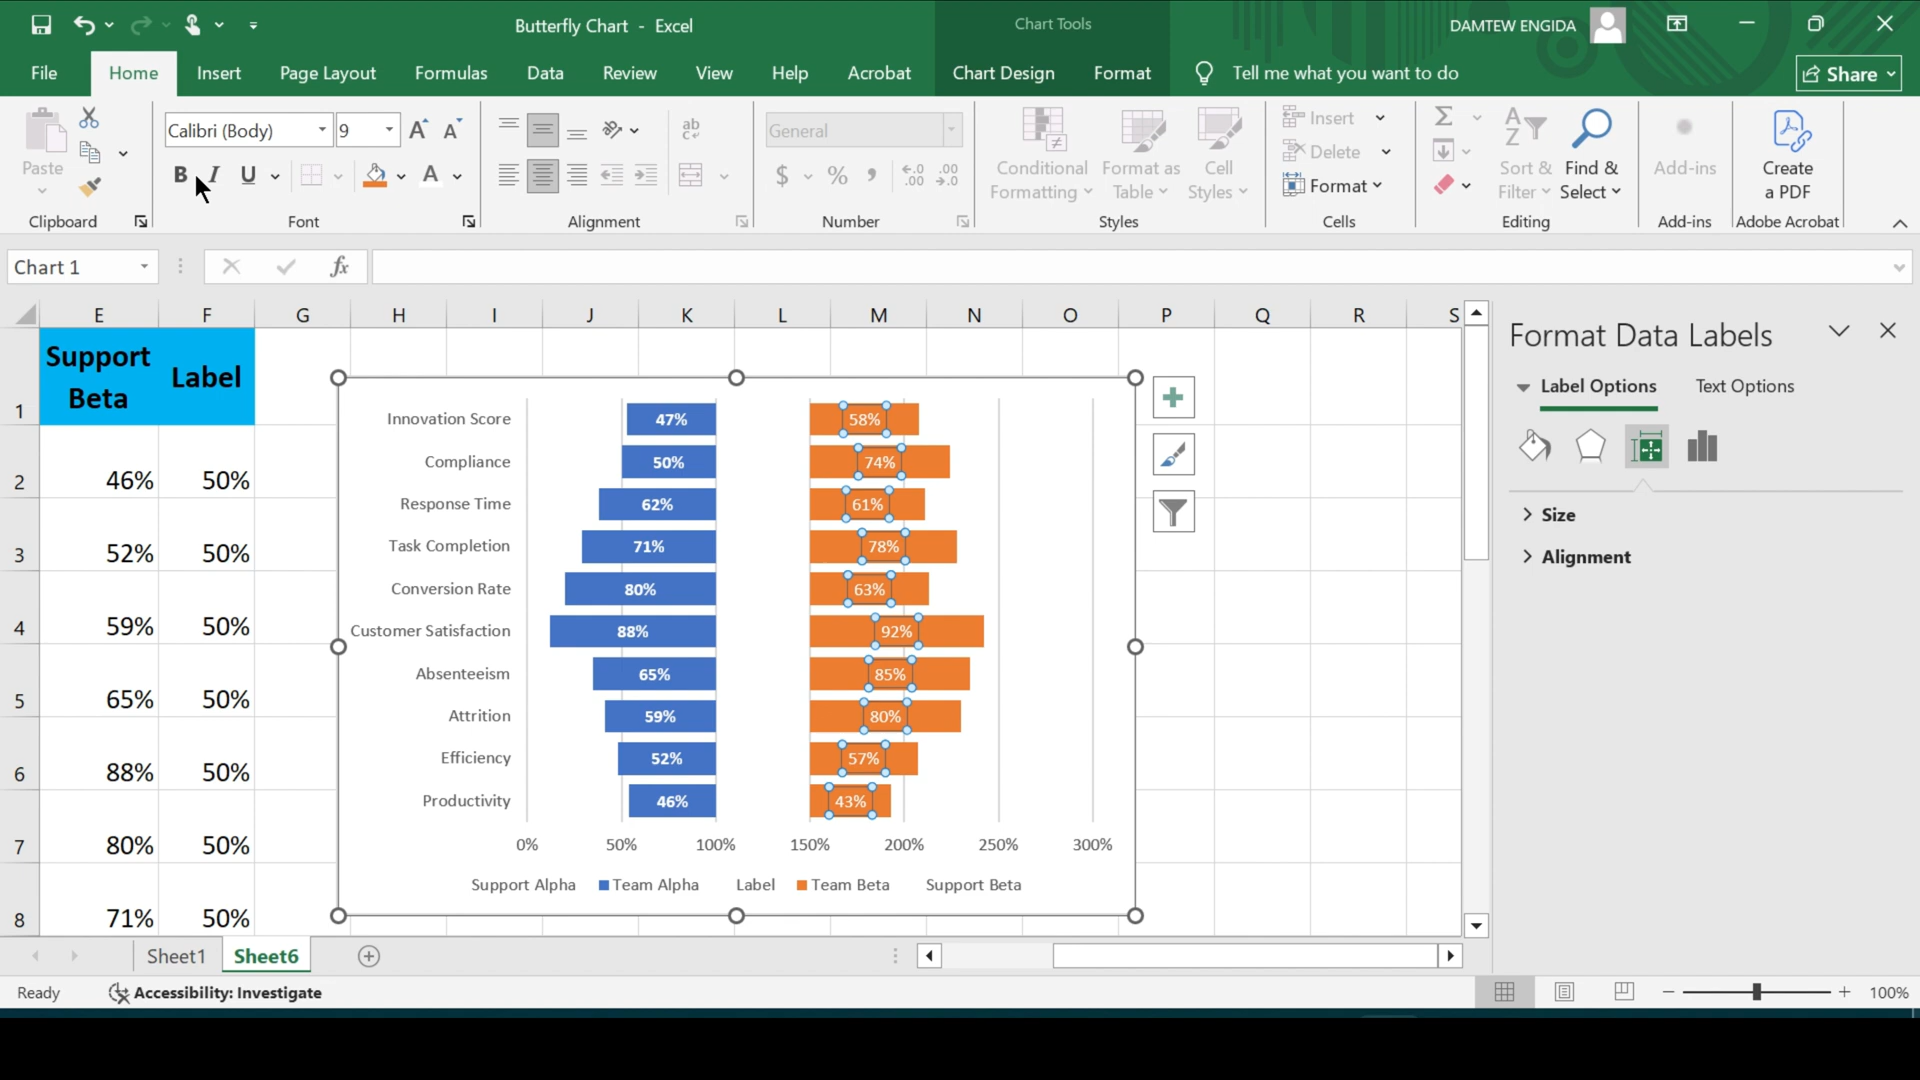 Butterfly Chart - Excel
Chart Tools
DAMTEW ENGIDA
File Home Insert Page Layout Formulas Data Review View Help Acrobat Chart Design Format Tell me what you want to do Share
Calibri (Body) 9
General
Paste
B I U A
ab
$ % , .00 .00
Conditional Formatting
Format as Table
Cell Styles
Insert
Delete
Format
Sort & Filter
Find & Select
Add-ins
Create a PDF
Clipboard Font Alignment Number Styles Cells Editing Add-ins Adobe Acrobat
Chart 1 fx
E F G H I J K L M N O P Q R S
1 Support Beta Label
2 46% 50%
3 52% 50%
4 59% 50%
5 65% 50%
6 88% 50%
7 80% 50%
8 71% 50%
Innovation Score 47% 58%
Compliance 50% 74%
Response Time 62% 61%
Task Completion 71% 78%
Conversion Rate 80% 63%
Customer Satisfaction 88% 92%
Absenteeism 65% 85%
Attrition 59% 80%
Efficiency 52% 57%
Productivity 46% 43%
0% 50% 100% 150% 200% 250% 300%
Support Alpha Team Alpha Label Team Beta Support Beta
Format Data Labels
Label Options Text Options
Size
Alignment
Sheet1 Sheet6
Ready Accessibility: Investigate 100%